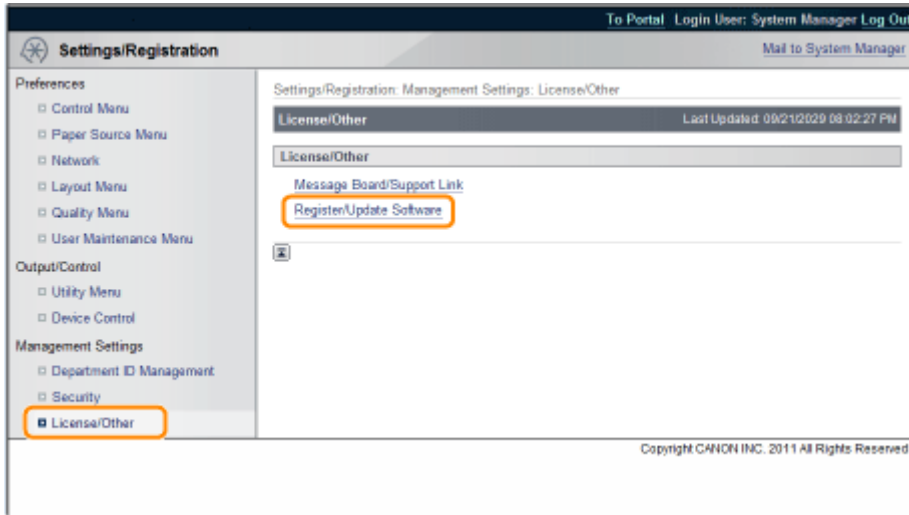 To Portal Login User: System Manager Log Out
Settings/Registration
Mail to System Manager
Preferences
Control Menu
Paper Source Menu
Network
Layout Menu
Quality Menu
User Maintenance Menu
Output/Control
Utility Menu
Device Control
Management Settings
Department ID Management
Security
License/Other
Settings/Registration: Management Settings: License/Other
License/Other Last Updated: 09/21/2029 08:02:27 PM
License/Other
Message Board/Support Link
Register/Update Software
Copyright CANON INC. 2011 All Rights Reserved